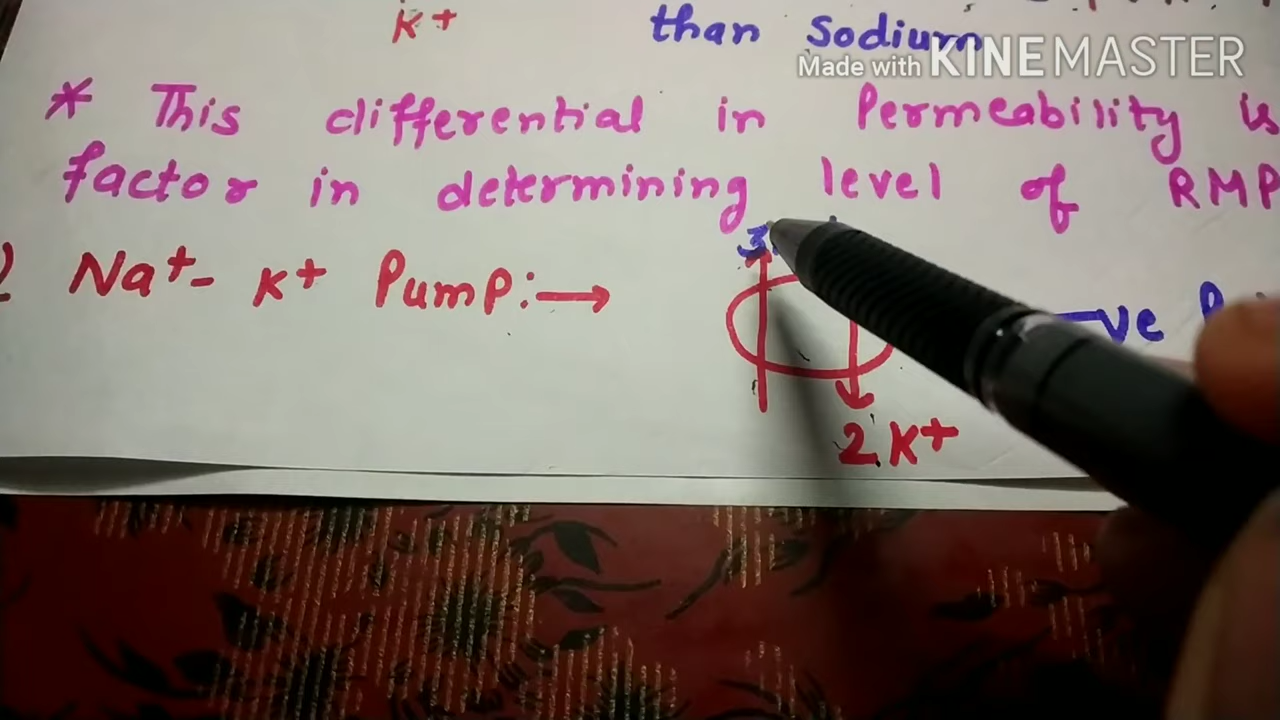 K+ than Sodium
Made with KINEMASTER
* This differential in Permeability is
factor in determining level of RMP
3
Na+- K+ Pump:→ -ve
2K+